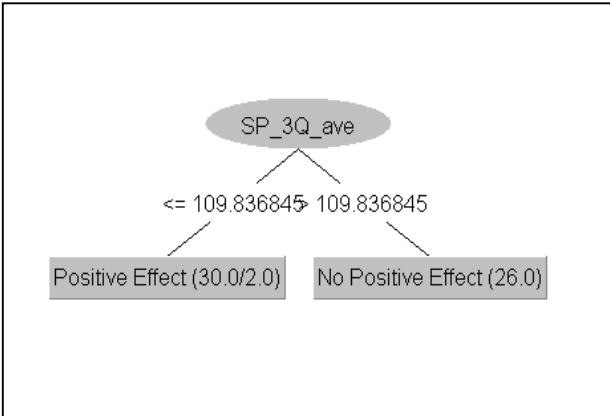 SP_3Q_ave
<= 109.836845
> 109.836845
Positive Effect (30.0/2.0)
No Positive Effect (26.0)